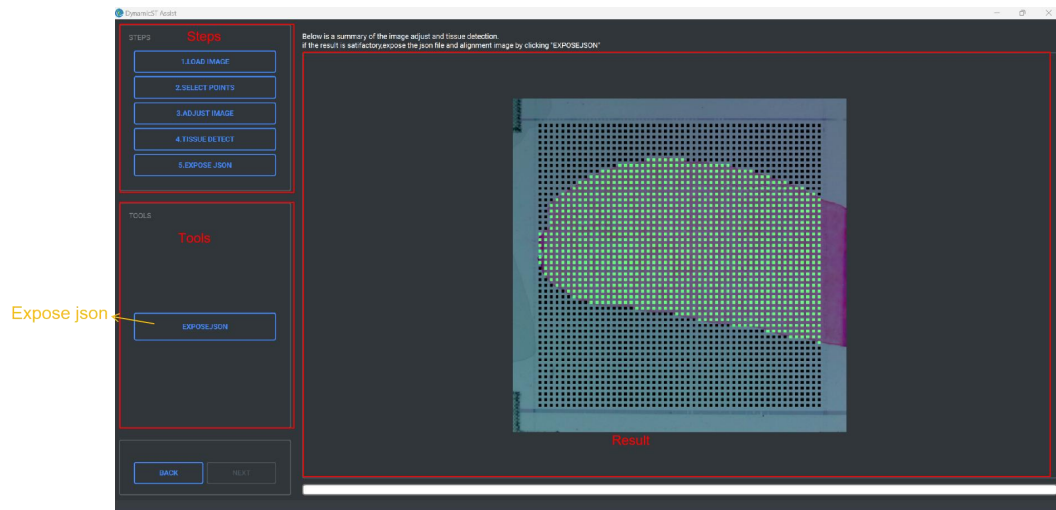 DynamicST Assist
STEPS
Steps
1.LOAD IMAGE
2.SELECT POINTS
3.ADJUST IMAGE
4.TISSUE DETECT
5.EXPOSE JSON
Below is a summary of the image adjust and tissue detection.
if the result is satifactory,expose the json file and alignment image by clicking "EXPOSEJSON"
TOOLS
Tools
Expose json
EXPOSEJSON
Result
BACK
NEXT